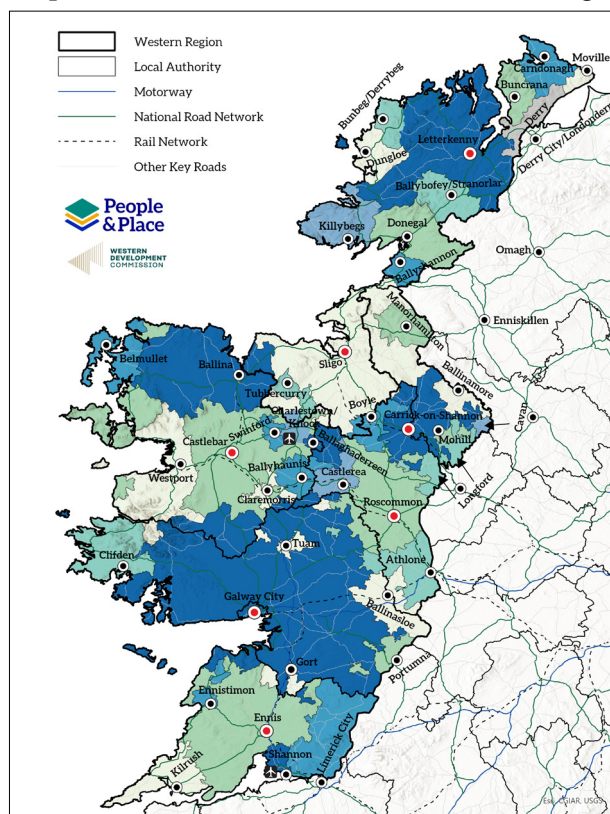 Western Region
Local Authority
Motorway
National Road Network
Rail Network
Other Key Roads
People
&Place
WESTERN
DEVELOPMENT
COMMISSION
Moville
Carndonagh
Buncrana
Bunbeg/Derrybeg
Derry
Derry City/Londonderry
Letterkenny
Dungloe
Ballybofey/Stranorlar
Killybegs
Donegal
Omagh
Ballyshannon
Manorhamilton
Enniskillen
Belmullet
Sligo
Ballina
Ballinamore
Tubbercurry
Charlestown/
Knock
Boyle
Carrick-on-Shannon
Cavan
Swinford
Mohill
Castlebar
Ballaghaderreen
Ballyhaunis
Castlerea
Westport
Claremorris
Longford
Roscommon
Tuam
Clifden
Athlone
Galway City
Ballinasloe
Gort
Portumna
Ennistimon
Ennis
Shannon
Limerick City
Kilrush
Esri, CGIAR, USGS